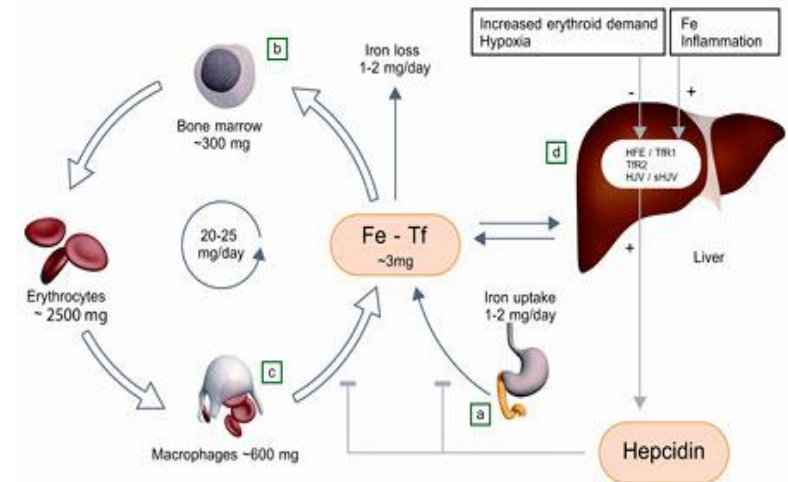 Increased erythroid demand
Hypoxia
Fe
Inflammation
b
Iron loss
1-2 mg/day
-
+
Bone marrow
~300 mg
d
HFE / TfR1
TfR2
HJV / sHJV
20-25
mg/day
Fe - Tf
~3mg
+
Liver
Erythrocytes
~ 2500 mg
Iron uptake
1-2 mg/day
c
a
Macrophages ~600 mg
Hepcidin